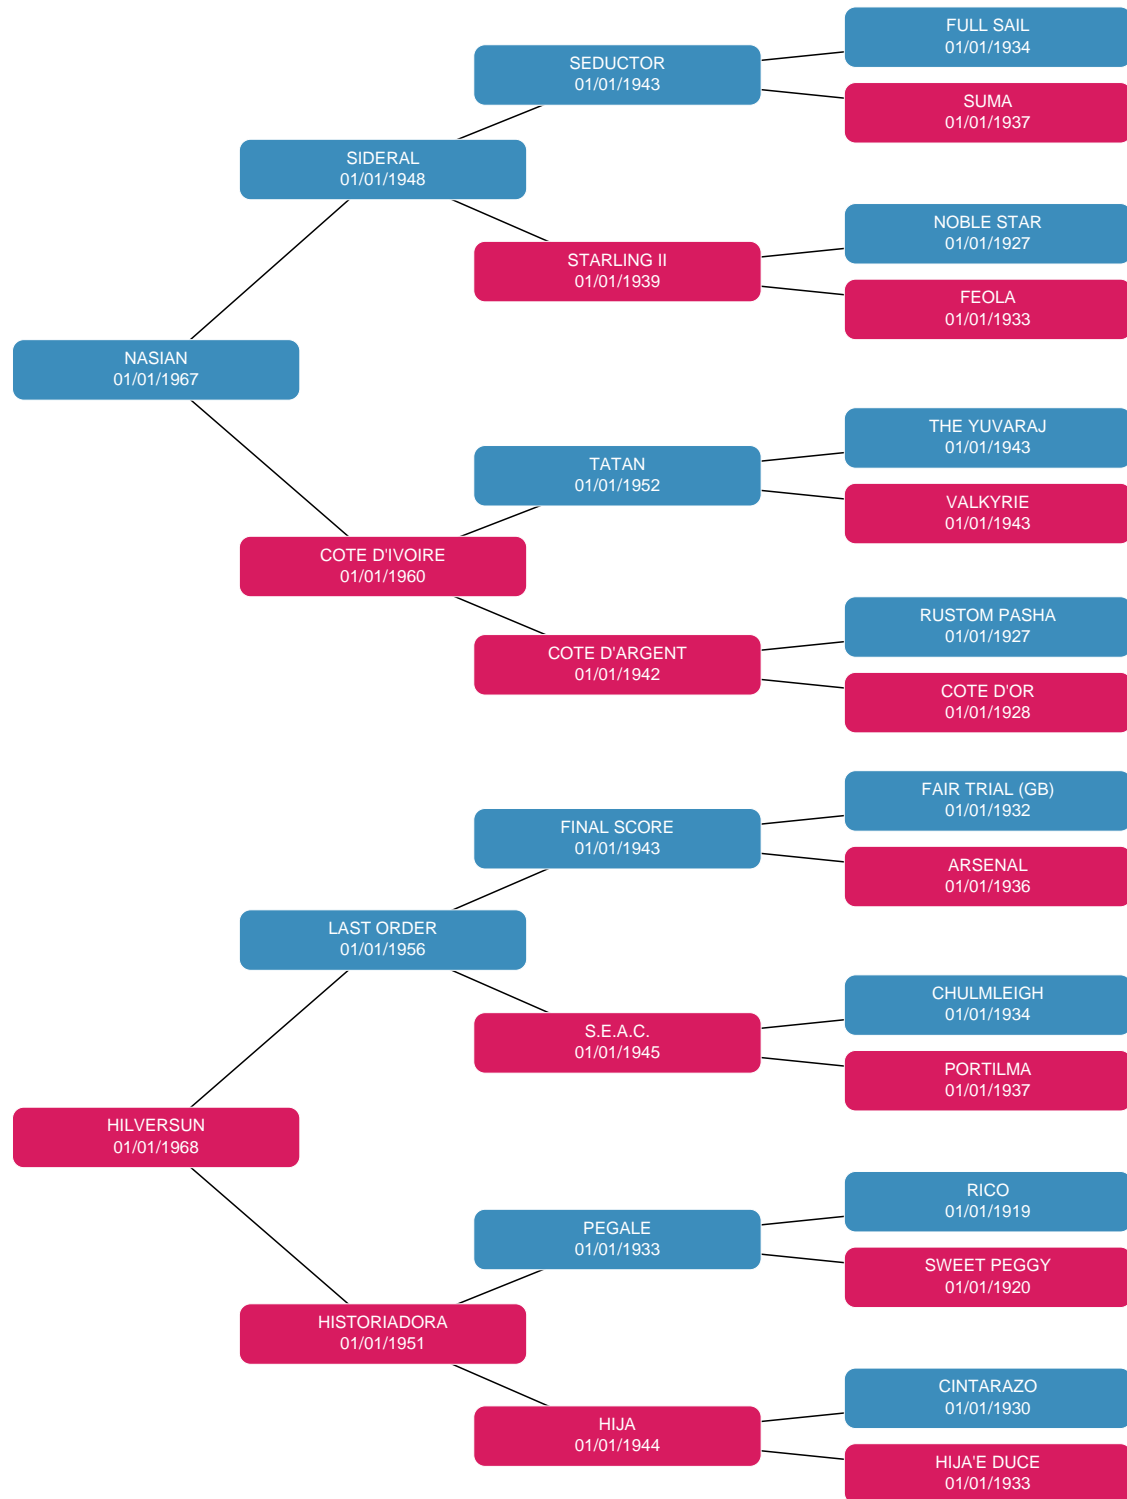 FULL SAIL
01/01/1934
SEDUCTOR
01/01/1943
SUMA
01/01/1937
SIDERAL
01/01/1948
NOBLE STAR
01/01/1927
STARLING II
01/01/1939
FEOLA
01/01/1933
NASIAN
01/01/1967
THE YUVARAJ
01/01/1943
TATAN
01/01/1952
VALKYRIE
01/01/1943
COTE D'IVOIRE
01/01/1960
RUSTOM PASHA
01/01/1927
COTE D'ARGENT
01/01/1942
COTE D'OR
01/01/1928
FAIR TRIAL (GB)
01/01/1932
FINAL SCORE
01/01/1943
ARSENAL
01/01/1936
LAST ORDER
01/01/1956
CHULMLEIGH
01/01/1934
S.E.A.C.
01/01/1945
PORTILMA
01/01/1937
HILVERSUN
01/01/1968
RICO
01/01/1919
PEGALE
01/01/1933
SWEET PEGGY
01/01/1920
HISTORIADORA
01/01/1951
CINTARAZO
01/01/1930
HIJA
01/01/1944
HIJA'E DUCE
01/01/1933